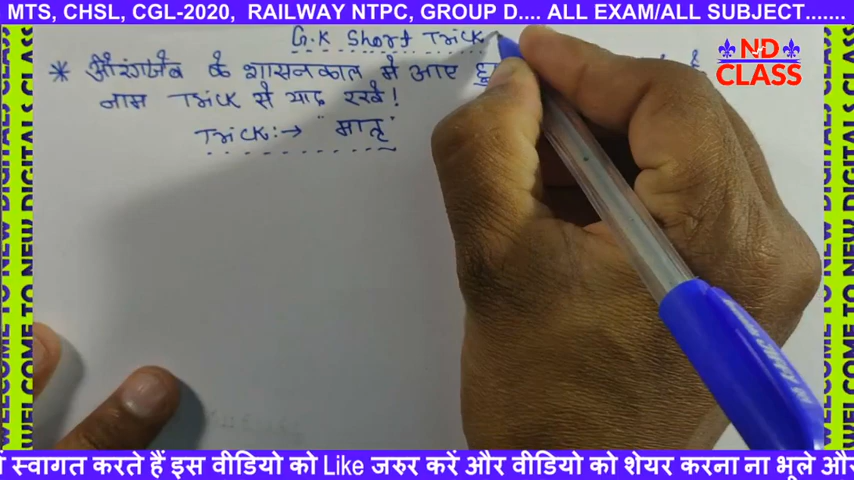 MTS, CHSL, CGL-2020, RAILWAY NTPC, GROUP D.... ALL EXAM/ALL SUBJECT.......
ND
CLASS
G.K Short Trick
* औरंगजेब के शासनकाल में आए
नाम Trick से याद रखे!
Trick:→ "मातृ"
WELCOME TO NEW DIGITALS CLASS
स्वागत करते हैं इस वीडियो को Like जरुर करें और वीडियो को शेयर करना ना भूले और